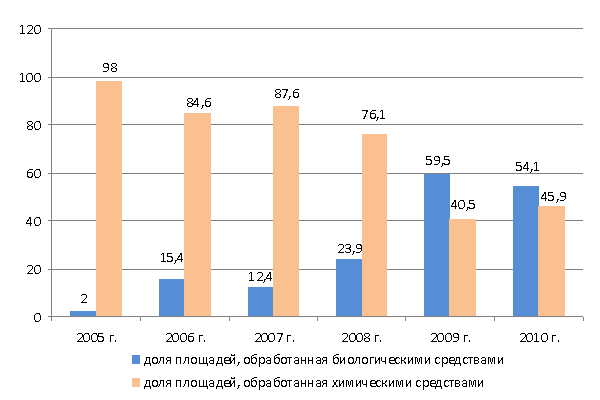 120
100
80
60
40
20
0
98
84,6
87,6
76,1
59,5
54,1
2
15,4
12,4
23,9
40,5
45,9
2005 г.
2006 г.
2007 г.
2008 г.
2009 г.
2010 г.
доля площадей, обработанная биологическими средствами
доля площадей, обработанная химическими средствами